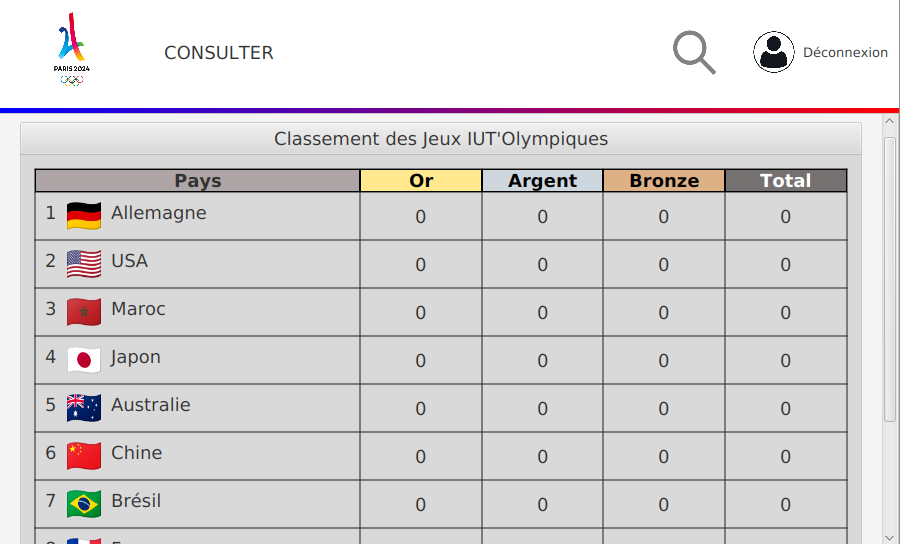 PARIS 2024
CONSULTER
Déconnexion
Classement des Jeux IUT'Olympiques
Pays Or Argent Bronze Total
1 Allemagne 0 0 0 0
2 USA 0 0 0 0
3 Maroc 0 0 0 0
4 Japon 0 0 0 0
5 Australie 0 0 0 0
6 Chine 0 0 0 0
7 Brésil 0 0 0 0